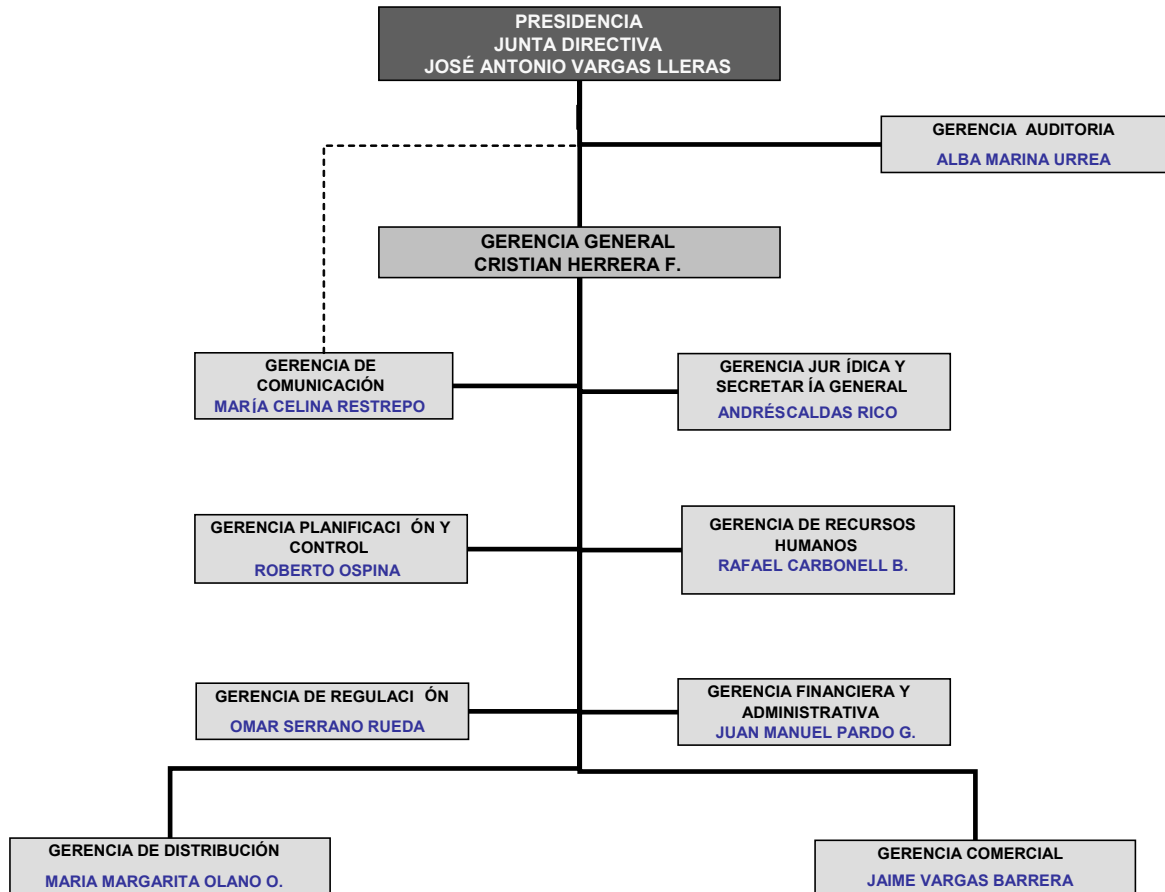 PRESIDENCIA
JUNTA DIRECTIVA
JOSÉ ANTONIO VARGAS LLERAS
GERENCIA AUDITORIA
ALBA MARINA URREA
GERENCIA GENERAL
CRISTIAN HERRERA F.
GERENCIA DE
COMUNICACIÓN
MARÍA CELINA RESTREPO
GERENCIA JUR ÍDICA Y
SECRETAR ÍA GENERAL
ANDRÉSCALDAS RICO
GERENCIA PLANIFICACI ÓN Y
CONTROL
ROBERTO OSPINA
GERENCIA DE RECURSOS
HUMANOS
RAFAEL CARBONELL B.
GERENCIA DE REGULACI ÓN
OMAR SERRANO RUEDA
GERENCIA FINANCIERA Y
ADMINISTRATIVA
JUAN MANUEL PARDO G.
GERENCIA DE DISTRIBUCIÓN
MARIA MARGARITA OLANO O.
GERENCIA COMERCIAL
JAIME VARGAS BARRERA